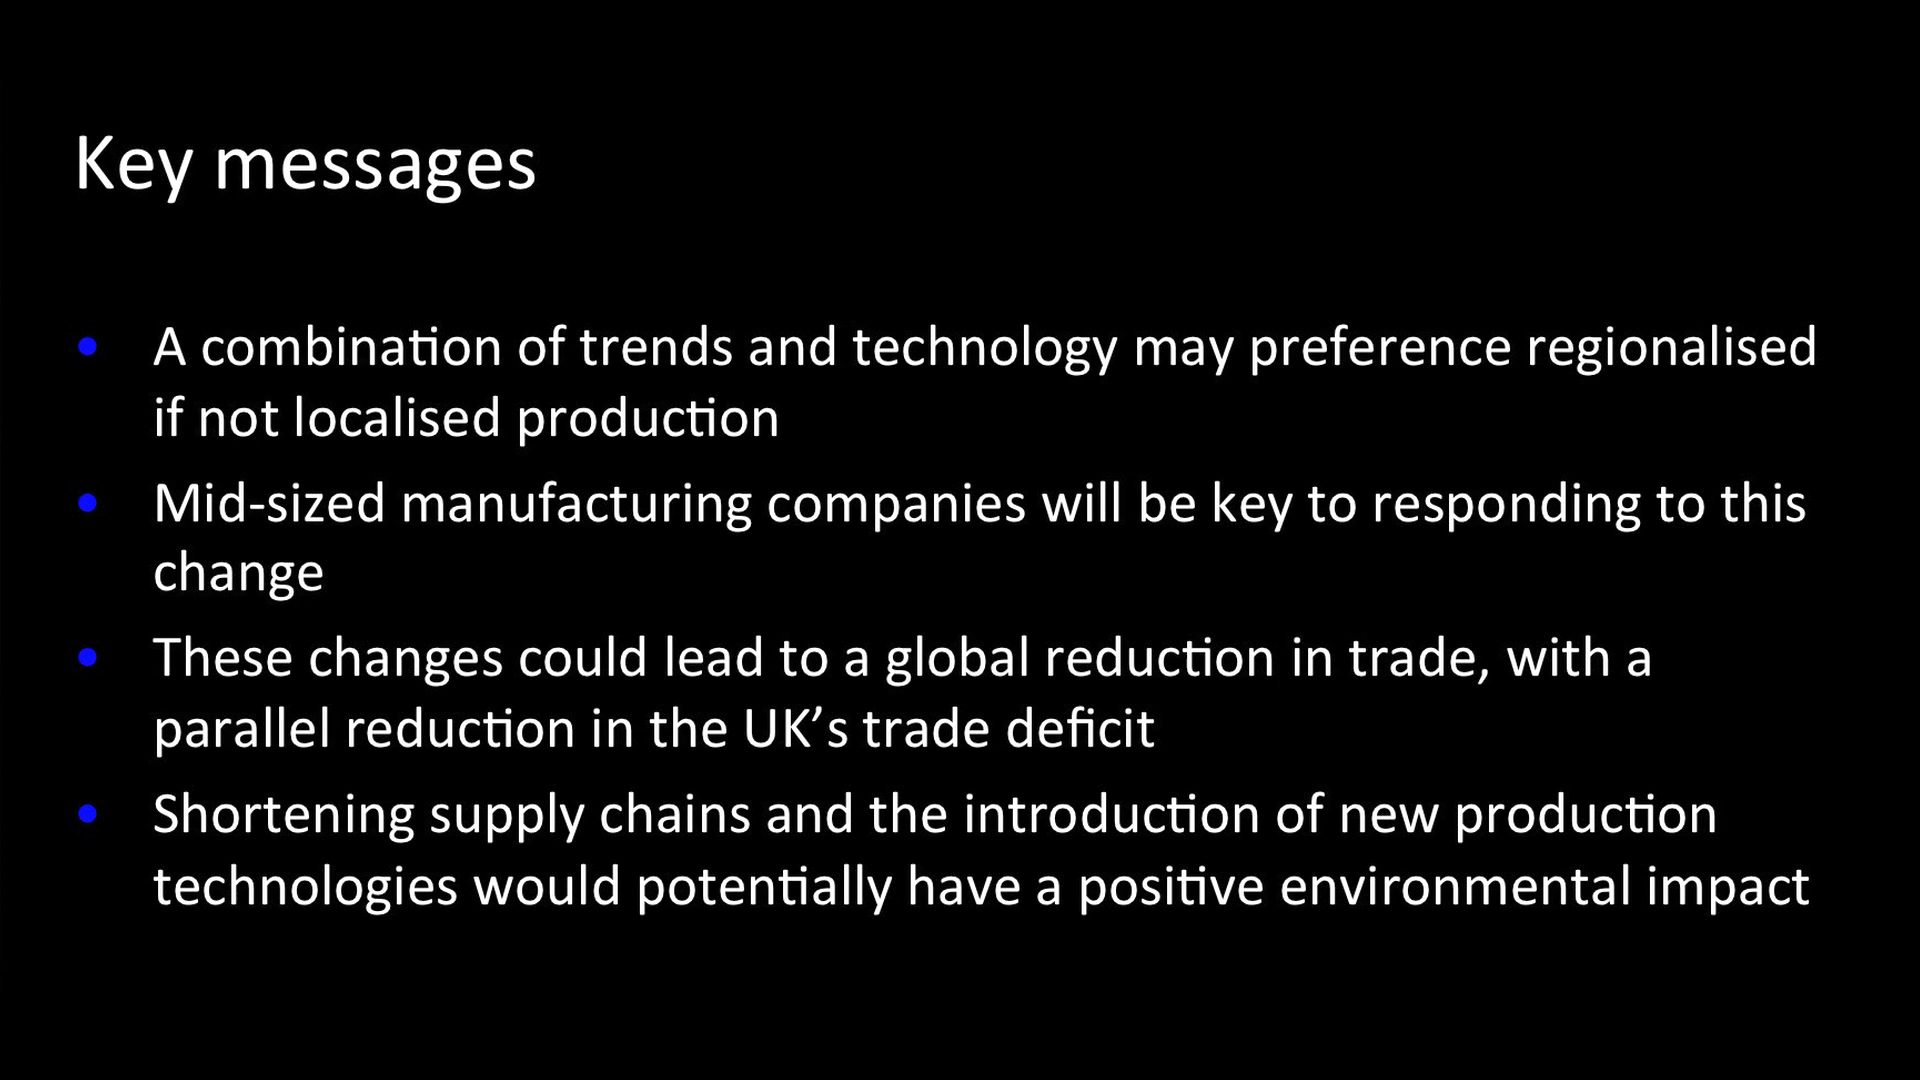 Key messages
• A combination of trends and technology may preference regionalised
if not localised production
• Mid-sized manufacturing companies will be key to responding to this
change
• These changes could lead to a global reduction in trade, with a
parallel reduction in the UK’s trade deficit
• Shortening supply chains and the introduction of new production
technologies would potentially have a positive environmental impact